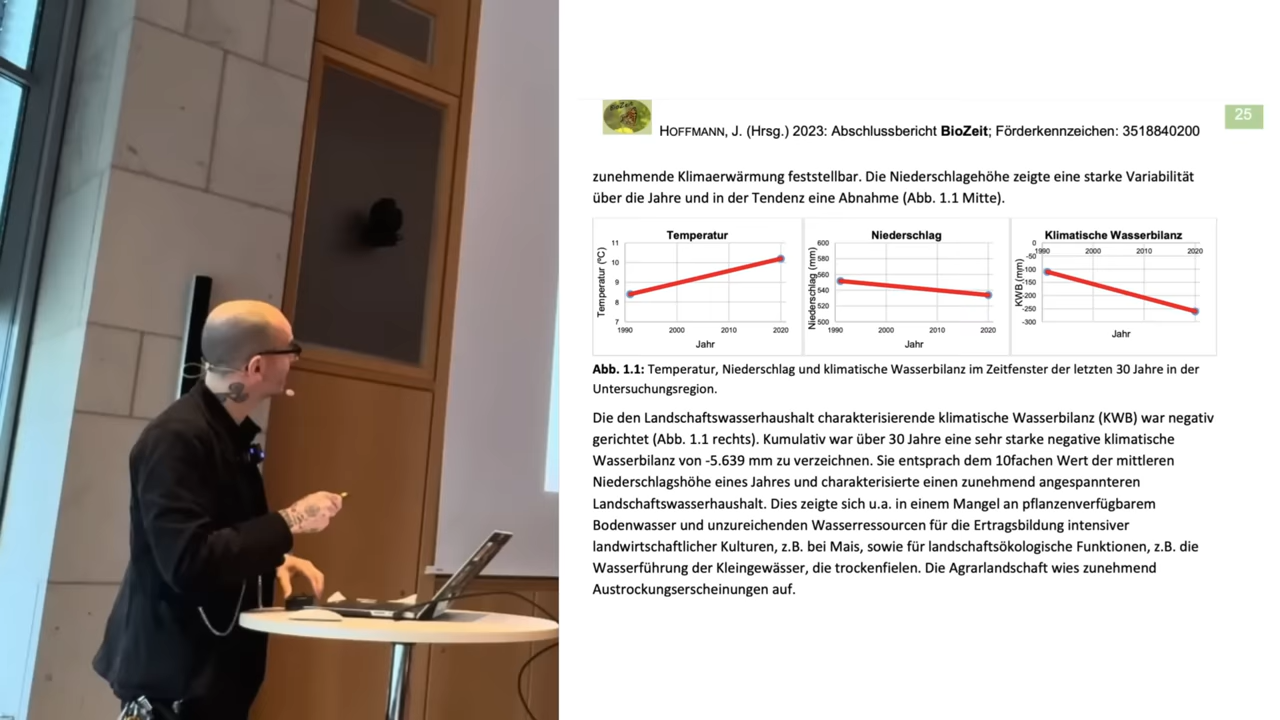 BioZeit
HOFFMANN, J. (Hrsg.) 2023: Abschlussbericht BioZeit; Förderkennzeichen: 3518840200
25
zunehmende Klimaerwärmung feststellbar. Die Niederschlagehöhe zeigte eine starke Variabilität
über die Jahre und in der Tendenz eine Abnahme (Abb. 1.1 Mitte).
Temperatur
Temperatur (°C)
11
10
9
8
7
1990 2000 2010 2020
Jahr
Niederschlag
Niederschlag (mm)
600
580
560
540
520
500
1990 2000 2010 2020
Jahr
Klimatische Wasserbilanz
KWB (mm)
0
1990 2000 2010 2020
-50
-100
-150
-200
-250
-300
Jahr
Abb. 1.1: Temperatur, Niederschlag und klimatische Wasserbilanz im Zeitfenster der letzten 30 Jahre in der
Untersuchungsregion.
Die den Landschaftswasserhaushalt charakterisierende klimatische Wasserbilanz (KWB) war negativ
gerichtet (Abb. 1.1 rechts). Kumulativ war über 30 Jahre eine sehr starke negative klimatische
Wasserbilanz von -5.639 mm zu verzeichnen. Sie entsprach dem 10fachen Wert der mittleren
Niederschlagshöhe eines Jahres und charakterisierte einen zunehmend angespannteren
Landschaftswasserhaushalt. Dies zeigte sich u.a. in einem Mangel an pflanzenverfügbarem
Bodenwasser und unzureichenden Wasserressourcen für die Ertragsbildung intensiver
landwirtschaftlicher Kulturen, z.B. bei Mais, sowie für landschaftsökologische Funktionen, z.B. die
Wasserführung der Kleingewässer, die trockenfielen. Die Agrarlandschaft wies zunehmend
Austrockungserscheinungen auf.